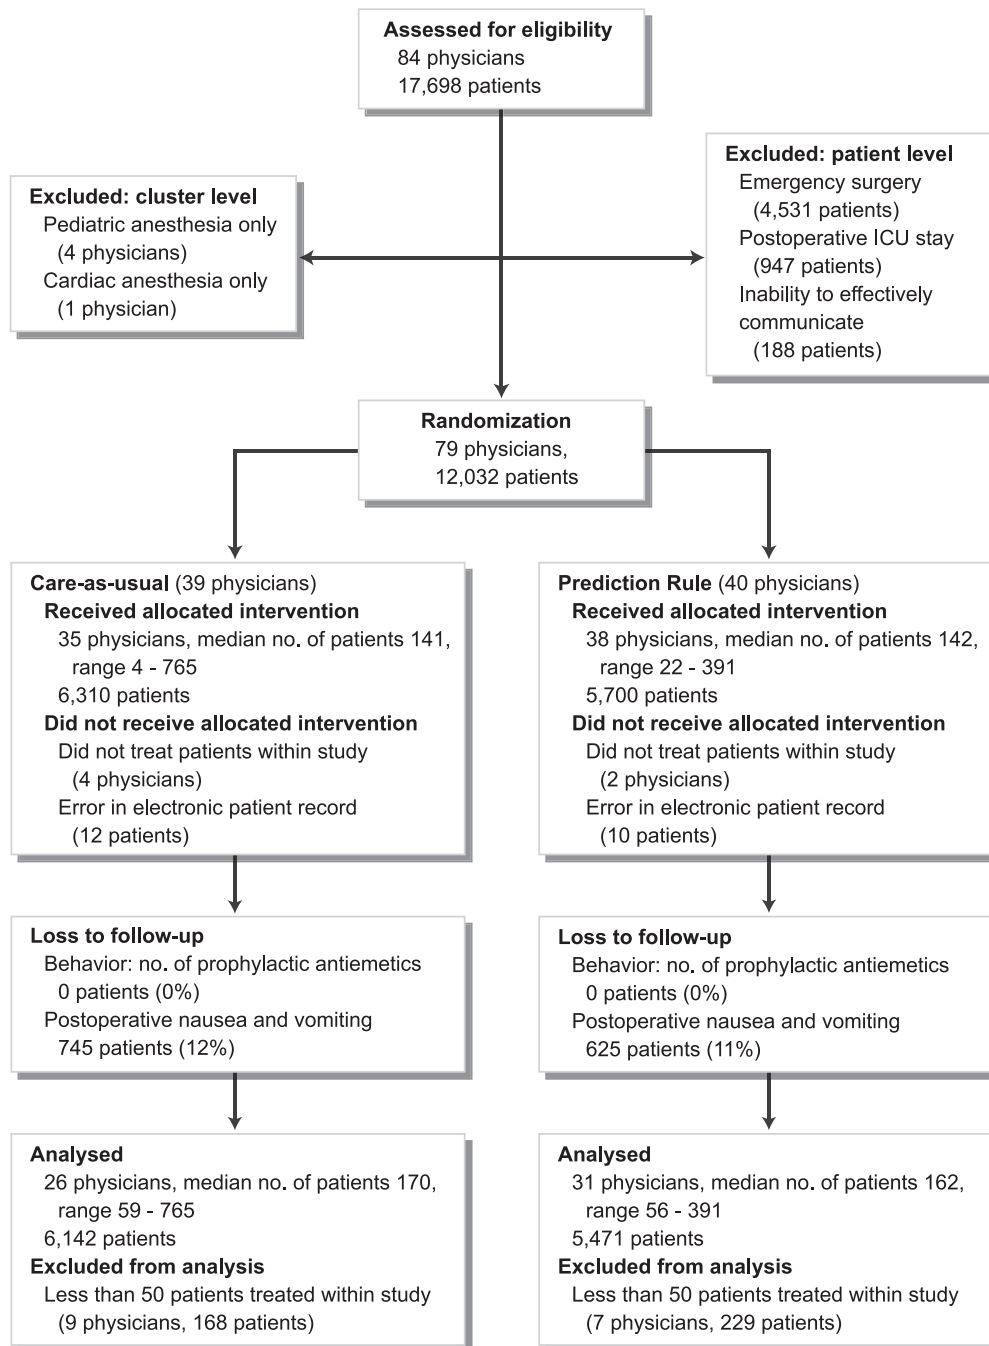 Assessed for eligibility
84 physicians
17,698 patients
Excluded: cluster level
Pediatric anesthesia only
(4 physicians)
Cardiac anesthesia only
(1 physician)
Excluded: patient level
Emergency surgery
(4,531 patients)
Postoperative ICU stay
(947 patients)
Inability to effectively
communicate
(188 patients)
Randomization
79 physicians,
12,032 patients
Care-as-usual (39 physicians)
Received allocated intervention
35 physicians, median no. of patients 141,
range 4 - 765
6,310 patients
Did not receive allocated intervention
Did not treat patients within study
(4 physicians)
Error in electronic patient record
(12 patients)
Prediction Rule (40 physicians)
Received allocated intervention
38 physicians, median no. of patients 142,
range 22 - 391
5,700 patients
Did not receive allocated intervention
Did not treat patients within study
(2 physicians)
Error in electronic patient record
(10 patients)
Loss to follow-up
Behavior: no. of prophylactic antiemetics
0 patients (0%)
Postoperative nausea and vomiting
745 patients (12%)
Loss to follow-up
Behavior: no. of prophylactic antiemetics
0 patients (0%)
Postoperative nausea and vomiting
625 patients (11%)
Analysed
26 physicians, median no. of patients 170,
range 59 - 765
6,142 patients
Excluded from analysis
Less than 50 patients treated within study
(9 physicians, 168 patients)
Analysed
31 physicians, median no. of patients 162,
range 56 - 391
5,471 patients
Excluded from analysis
Less than 50 patients treated within study
(7 physicians, 229 patients)